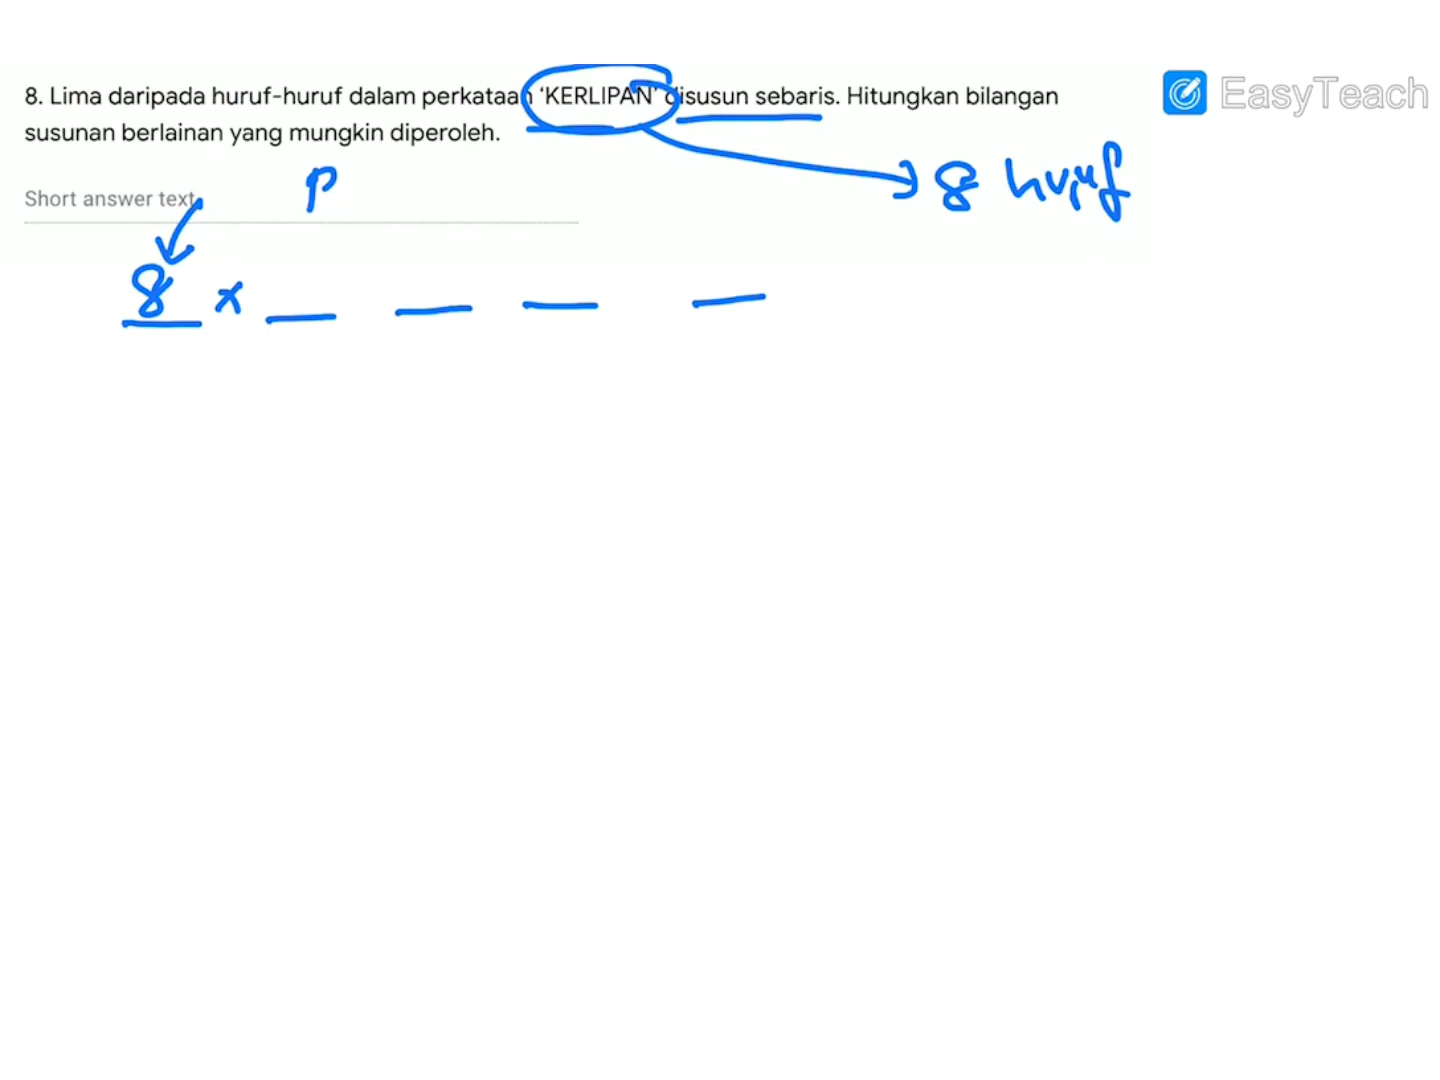 8. Lima daripada huruf-huruf dalam perkataan ‘KERLIPAN’ disusun sebaris. Hitungkan bilangan
susunan berlainan yang mungkin diperoleh.
EasyTeach
8 huruf
Short answer text
P
8 x